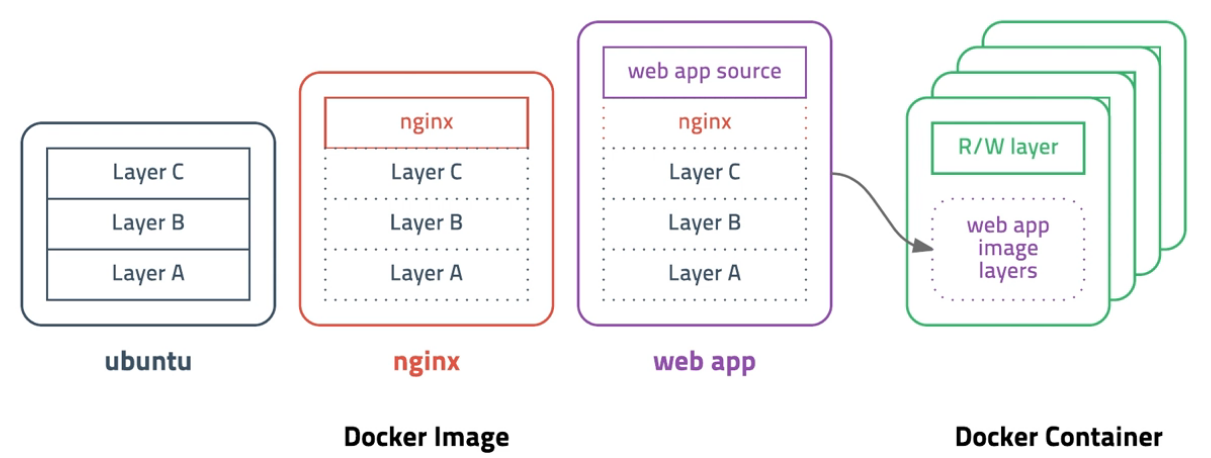 Layer C
Layer B
Layer A
ubuntu
nginx
Layer C
Layer B
Layer A
nginx
web app source
nginx
Layer C
Layer B
Layer A
web app
Docker Image
R/W layer
web app
image
layers
Docker Container